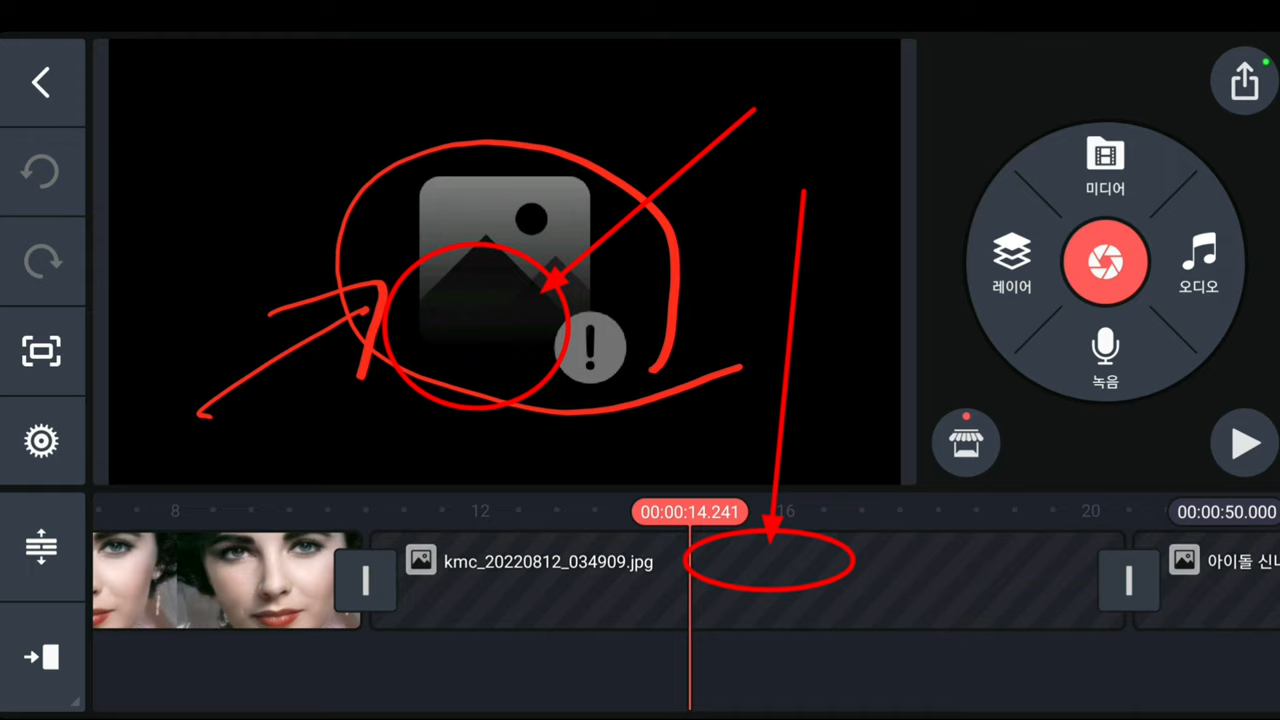 미디어
레이어
오디오
녹음
8
12
00:00:14.241
16
20
00:00:50.000
kmc_20220812_034909.jpg
아이돌 신나